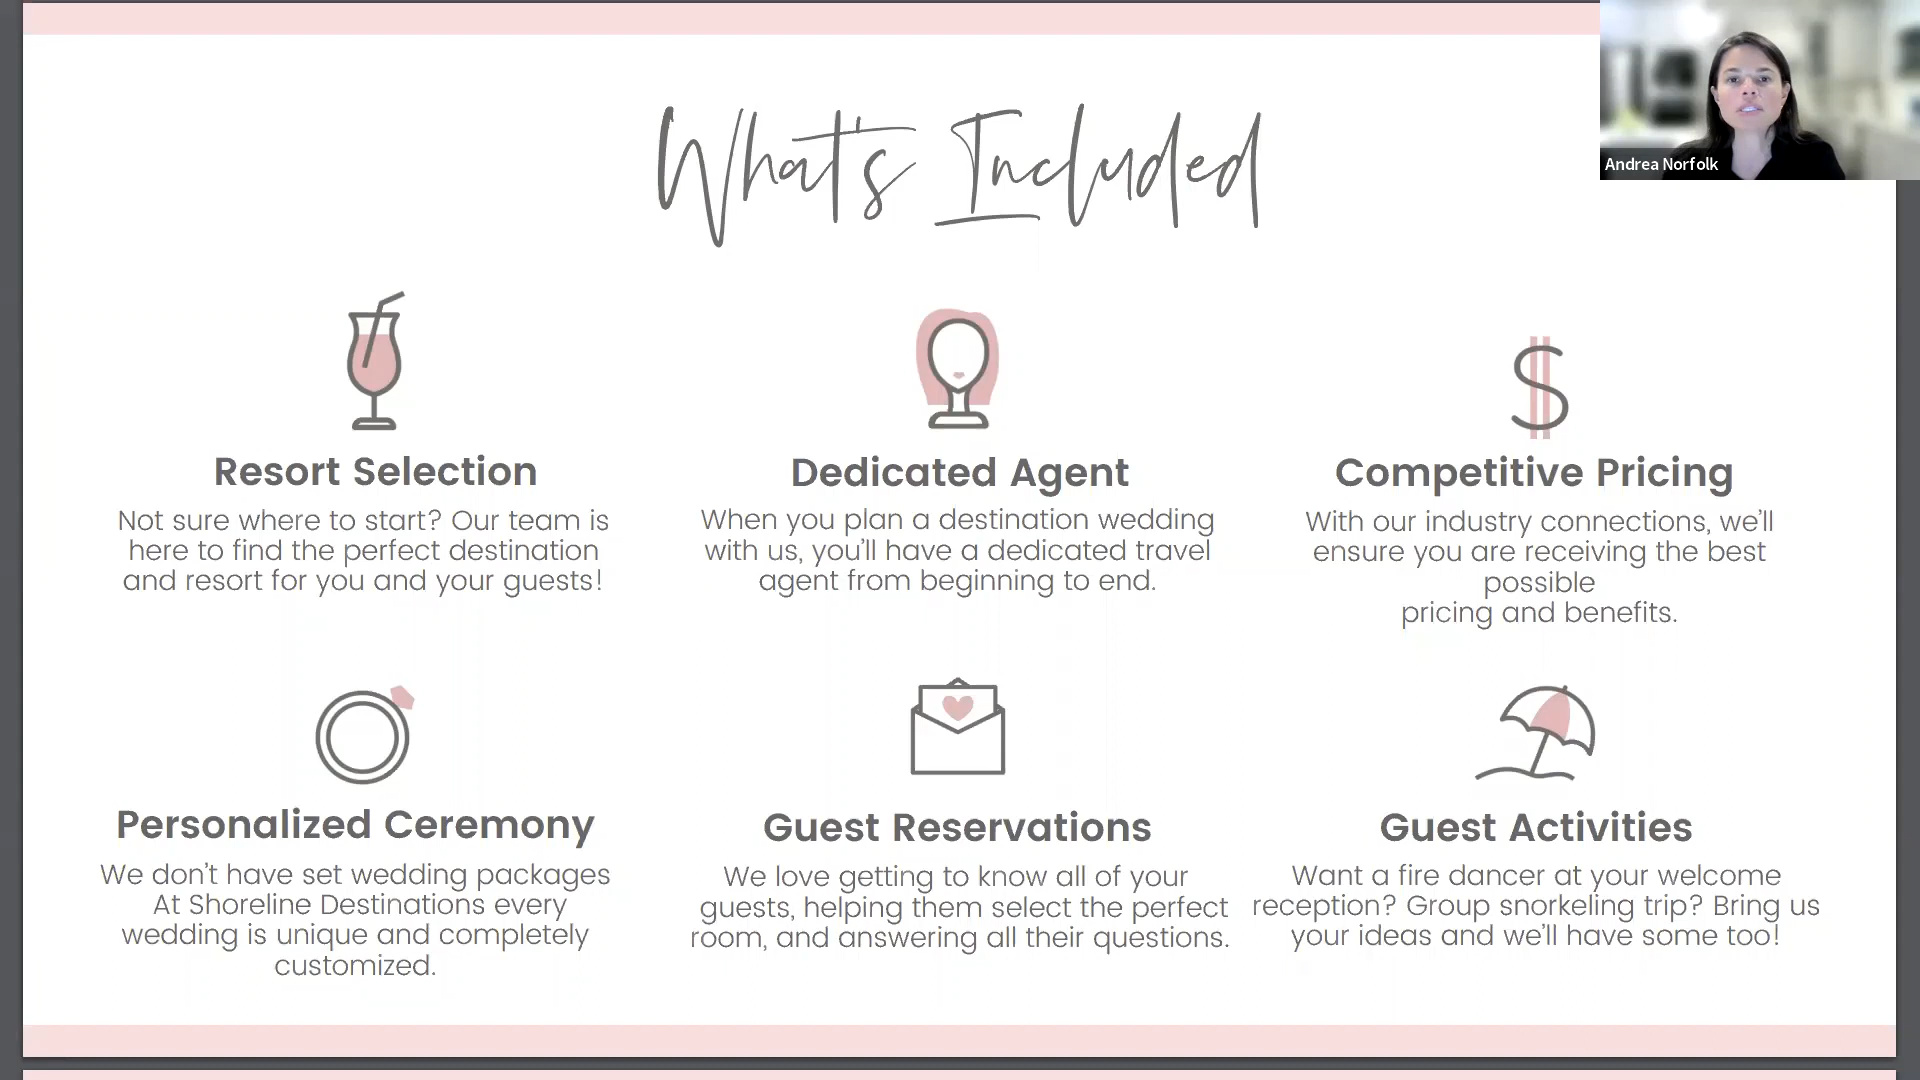 What's Included
Andrea Norfolk
Resort Selection
Not sure where to start? Our team is
here to find the perfect destination
and resort for you and your guests!
Dedicated Agent
When you plan a destination wedding
with us, you'll have a dedicated travel
agent from beginning to end.
Competitive Pricing
With our industry connections, we'll
ensure you are receiving the best
possible
pricing and benefits.
Personalized Ceremony
We don't have set wedding packages
At Shoreline Destinations every
wedding is unique and completely
customized.
Guest Reservations
We love getting to know all of your
guests, helping them select the perfect
room, and answering all their questions.
Guest Activities
Want a fire dancer at your welcome
reception? Group snorkeling trip? Bring us
your ideas and we'll have some too!